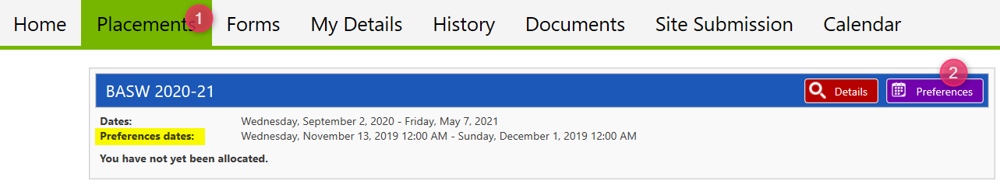 Home Placements 1 Forms My Details History Documents Site Submission Calendar
2
BASW 2020-21 Details Preferences
Dates: Wednesday, September 2, 2020 - Friday, May 7, 2021
Preferences dates: Wednesday, November 13, 2019 12:00 AM - Sunday, December 1, 2019 12:00 AM
You have not yet been allocated.